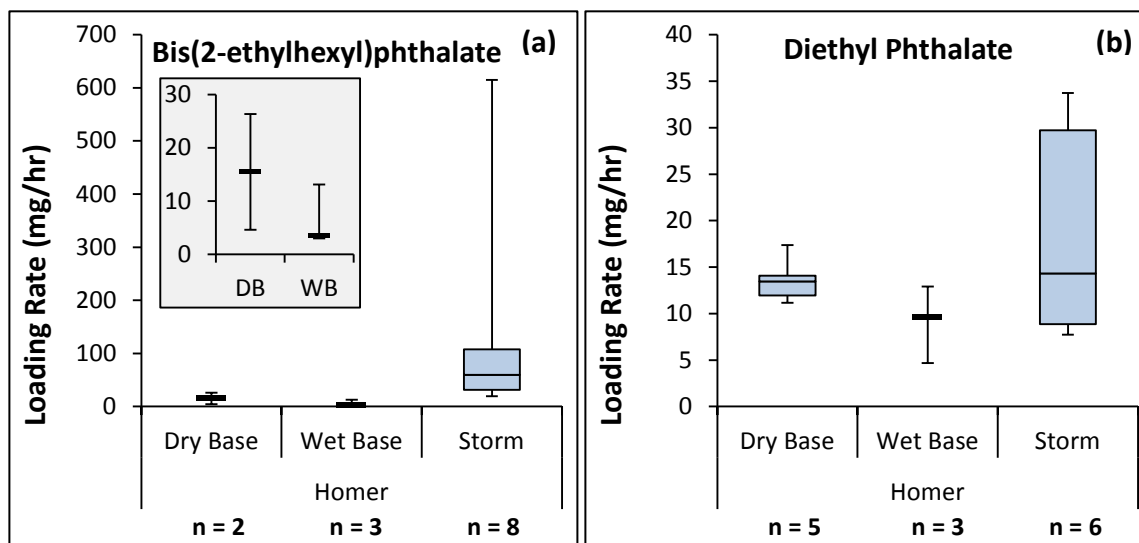 Bis(2-ethylhexyl)phthalate (a)
Loading Rate (mg/hr)
700
600
500
400
300
200
100
0
30
20
10
0
DB WB
Dry Base Wet Base Storm
Homer
n = 2 n = 3 n = 8
Diethyl Phthalate (b)
Loading Rate (mg/hr)
40
35
30
25
20
15
10
5
0
Dry Base Wet Base Storm
Homer
n = 5 n = 3 n = 6